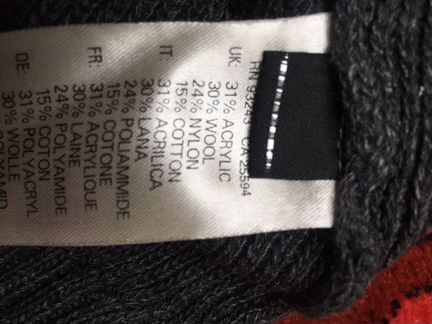 RN 93243 CA 25594
UK: 31% ACRYLIC
30% WOOL
24% NYLON
15% COTTON
IT: 31% ACRILICA
30% LANA
24% POLIAMMIDE
15% COTONE
FR: 31% ACRYLIQUE
30% LAINE
24% POLYAMIDE
15% COTON
DE: 31% POLYACRYL
30% WOLLE